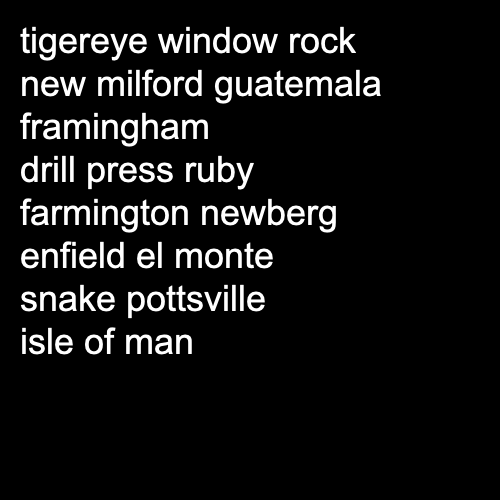 tigereye window rock
new milford guatemala
framingham
drill press ruby
farmington newberg
enfield el monte
snake pottsville
isle of man